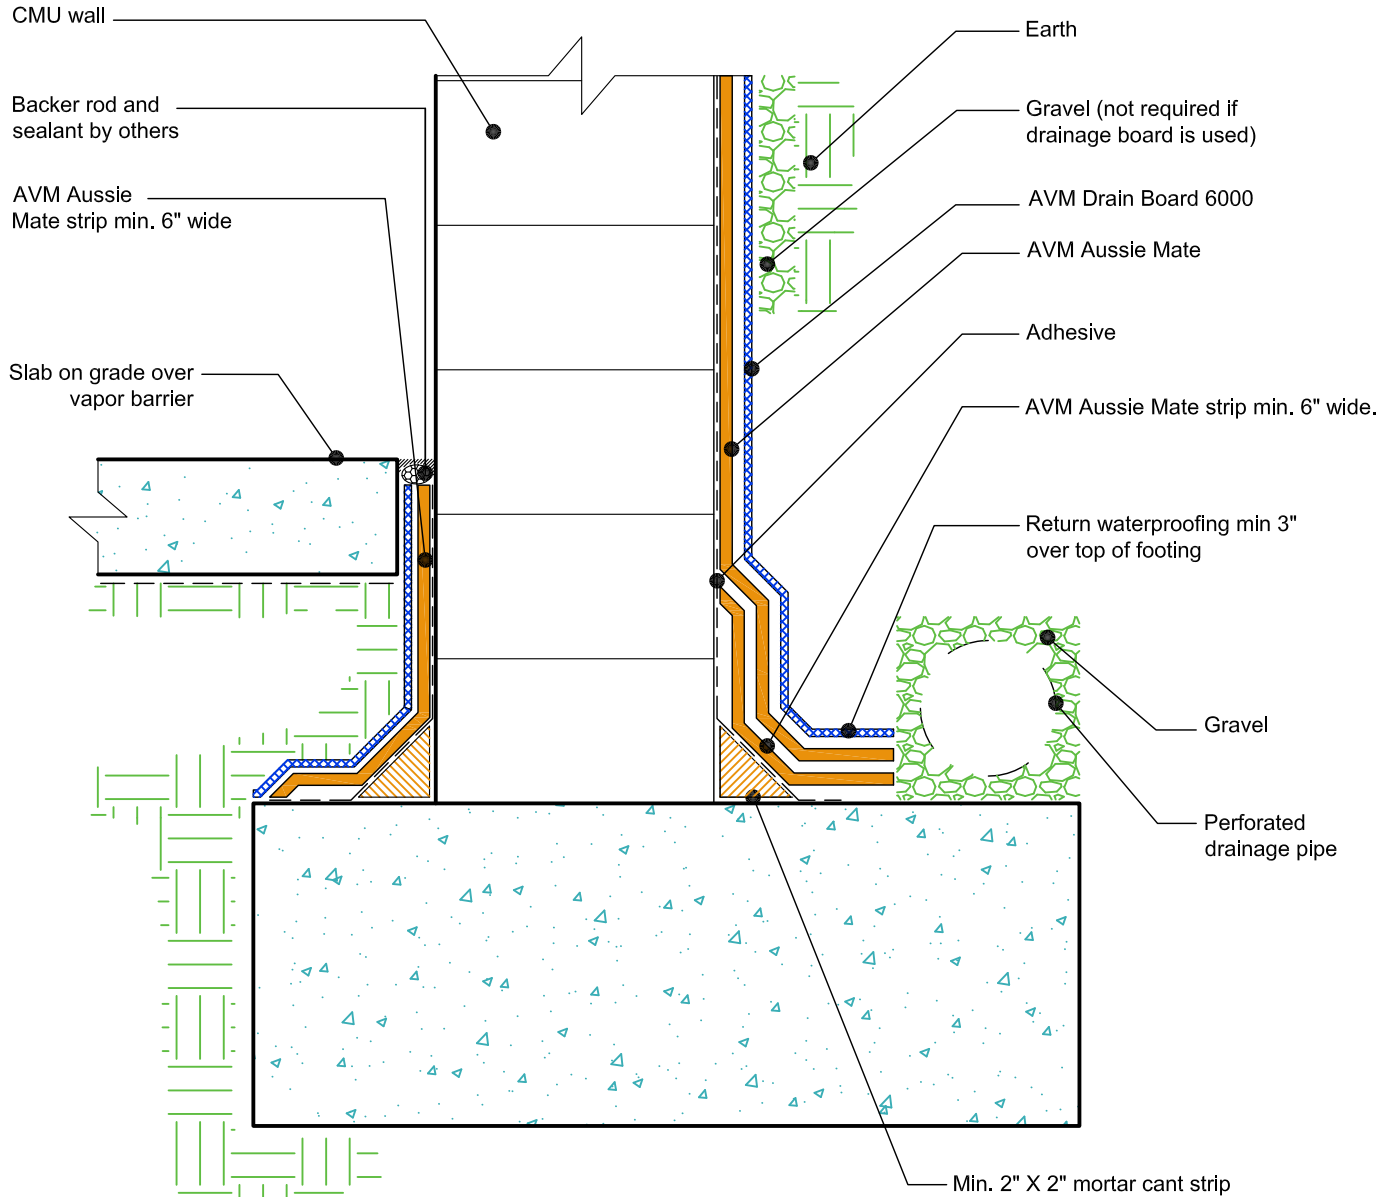 CMU wall
Backer rod and
sealant by others
AVM Aussie
Mate strip min. 6" wide
Slab on grade over
vapor barrier
Earth
Gravel (not required if
drainage board is used)
AVM Drain Board 6000
AVM Aussie Mate
Adhesive
AVM Aussie Mate strip min. 6" wide.
Return waterproofing min 3"
over top of footing
Gravel
Perforated
drainage pipe
Min. 2" X 2" mortar cant strip